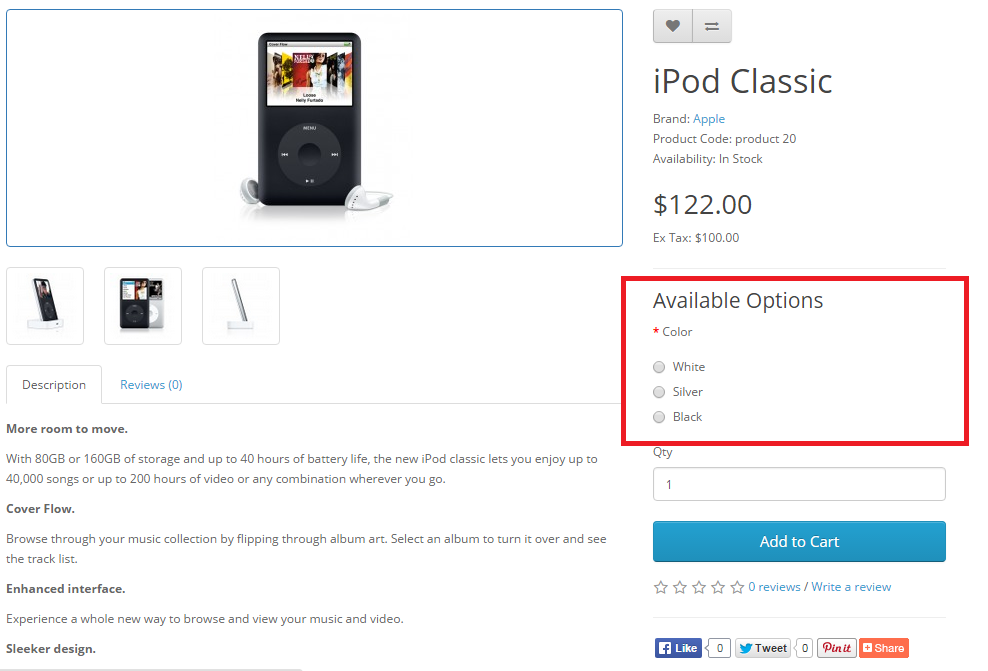 Cover Flow
NELLY
FURTADO
Loose
Nelly Furtado
MENU
Description
Reviews (0)
More room to move.
With 80GB or 160GB of storage and up to 40 hours of battery life, the new iPod classic lets you enjoy up to
40,000 songs or up to 200 hours of video or any combination wherever you go.
Cover Flow.
Browse through your music collection by flipping through album art. Select an album to turn it over and see
the track list.
Enhanced interface.
Experience a whole new way to browse and view your music and video.
Sleeker design.
iPod Classic
Brand: Apple
Product Code: product 20
Availability: In Stock
$122.00
Ex Tax: $100.00
Available Options
* Color
White
Silver
Black
Qty
1
Add to Cart
0 reviews / Write a review
Like 0 Tweet 0 Pin it Share